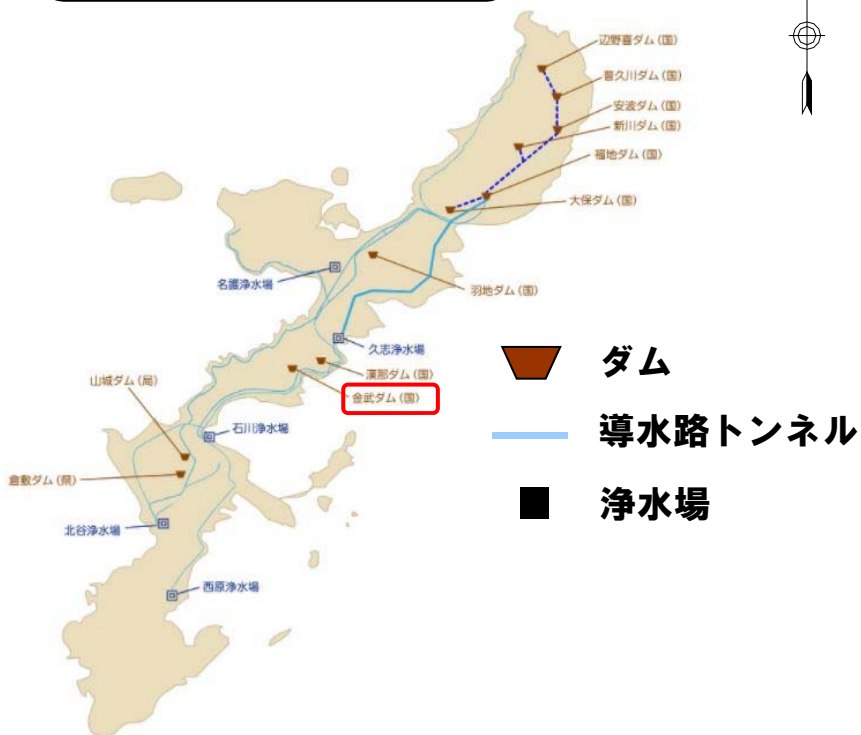 辺野喜ダム(国)
普久川ダム(国)
安波ダム(国)
新川ダム(国)
福地ダム(国)
大保ダム(国)
羽地ダム(国)
名護浄水場
久志浄水場
漢那ダム(国)
金武ダム(国)
山城ダム(局)
石川浄水場
倉敷ダム(県)
北谷浄水場
西原浄水場
ダム
導水路トンネル
浄水場